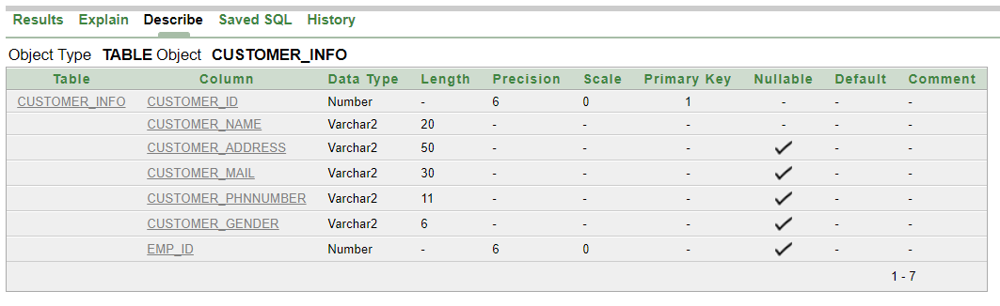 Results Explain Describe Saved SQL History
Object Type TABLE Object CUSTOMER_INFO
Table Column Data Type Length Precision Scale Primary Key Nullable Default Comment
CUSTOMER_INFO CUSTOMER_ID Number - 6 0 1 - - -
CUSTOMER_NAME Varchar2 20 - - - - - -
CUSTOMER_ADDRESS Varchar2 50 - - - ✓ - -
CUSTOMER_MAIL Varchar2 30 - - - ✓ - -
CUSTOMER_PHNNUMBER Varchar2 11 - - - ✓ - -
CUSTOMER_GENDER Varchar2 6 - - - ✓ - -
EMP_ID Number - 6 0 - ✓ - -
1 - 7